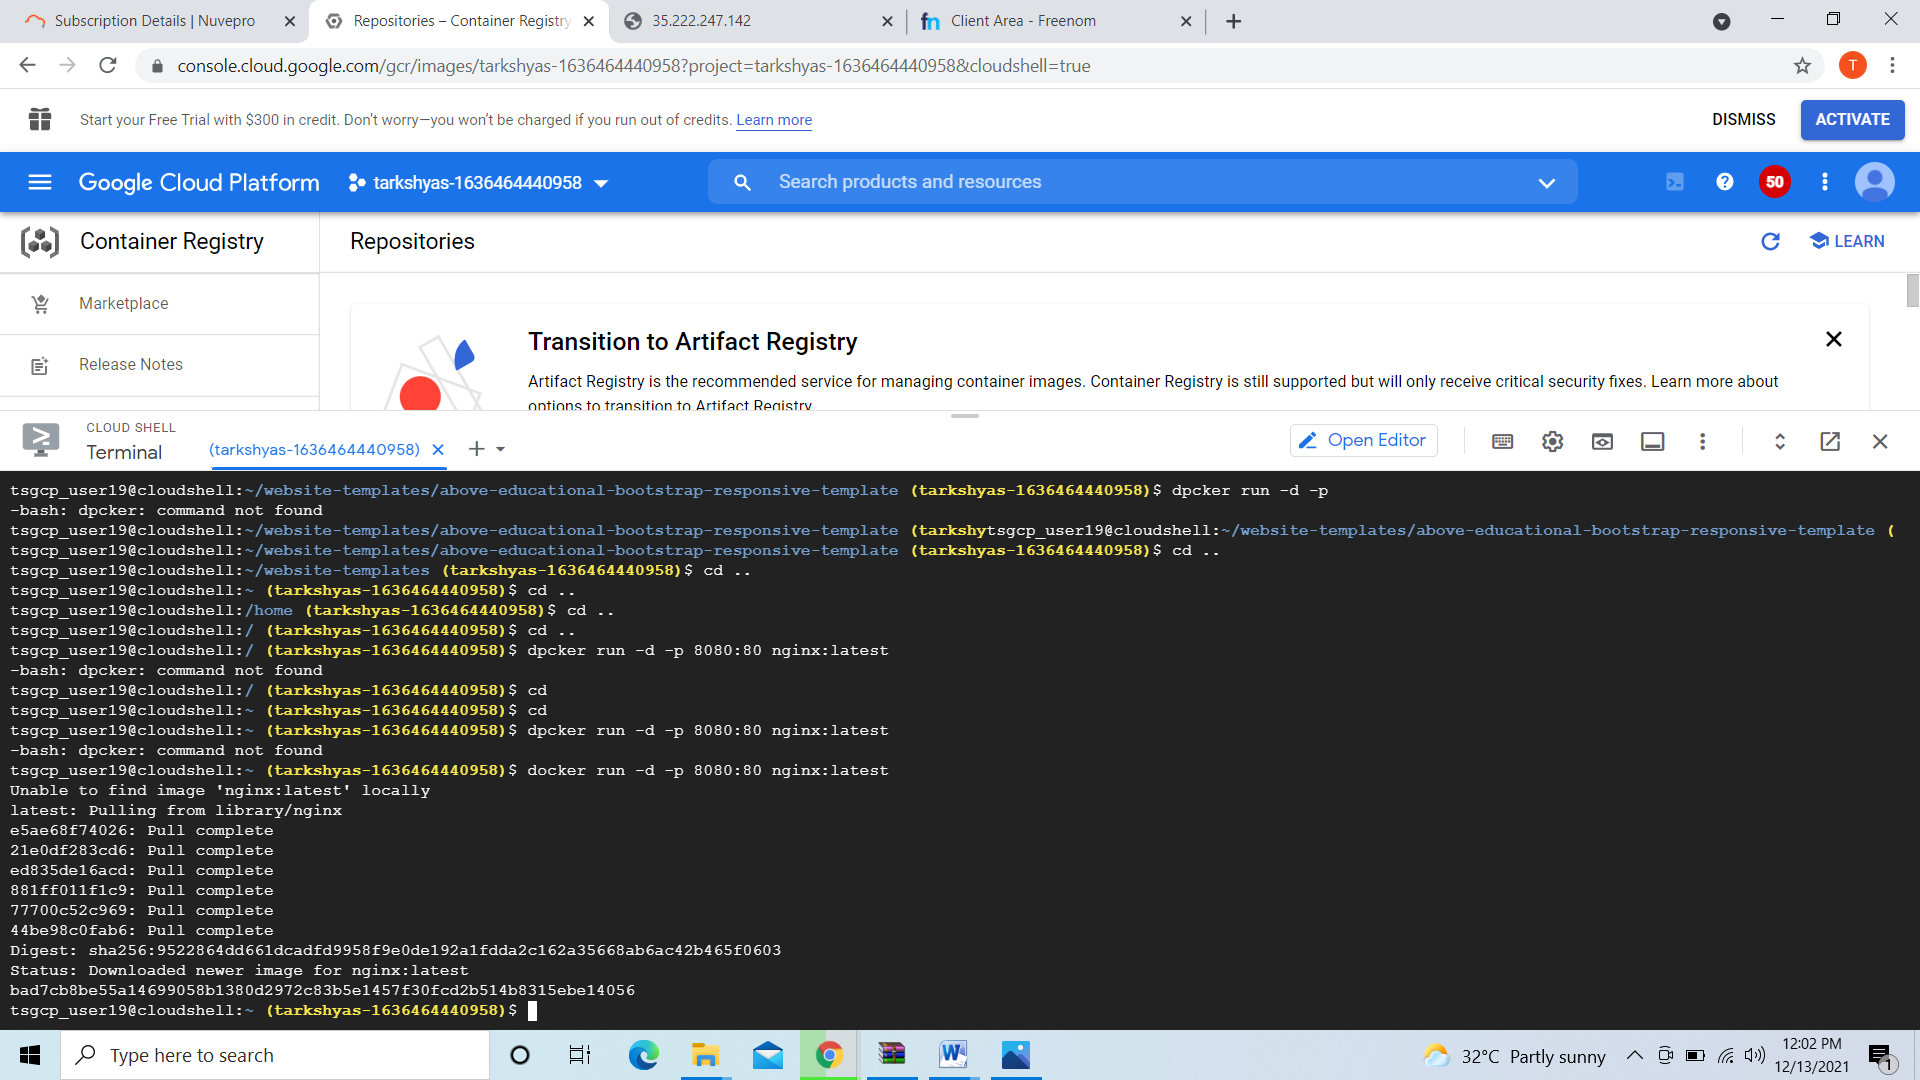 Subscription Details | Nuvepro
Repositories – Container Registry
35.222.247.142
Client Area - Freenom
console.cloud.google.com/gcr/images/tarkshyas-1636464440958?project=tarkshyas-1636464440958&cloudshell=true
T
Start your Free Trial with $300 in credit. Don't worry—you won't be charged if you run out of credits. Learn more
DISMISS
ACTIVATE
Google Cloud Platform
tarkshyas-1636464440958
Search products and resources
50
Container Registry
Repositories
LEARN
Marketplace
Release Notes
Transition to Artifact Registry
Artifact Registry is the recommended service for managing container images. Container Registry is still supported but will only receive critical security fixes. Learn more about
options to transition to Artifact Registry
CLOUD SHELL
Terminal
(tarkshyas-1636464440958)
Open Editor
tsgcp_user19@cloudshell:~/website-templates/above-educational-bootstrap-responsive-template (tarkshyas-1636464440958)$ dpcker run -d -p
-bash: dpcker: command not found
tsgcp_user19@cloudshell:~/website-templates/above-educational-bootstrap-responsive-template (tarkshytsgcp_user19@cloudshell:~/website-templates/above-educational-bootstrap-responsive-template (
tsgcp_user19@cloudshell:~/website-templates/above-educational-bootstrap-responsive-template (tarkshyas-1636464440958)$ cd ..
tsgcp_user19@cloudshell:~/website-templates (tarkshyas-1636464440958)$ cd ..
tsgcp_user19@cloudshell:~ (tarkshyas-1636464440958)$ cd ..
tsgcp_user19@cloudshell:/home (tarkshyas-1636464440958)$ cd ..
tsgcp_user19@cloudshell:/ (tarkshyas-1636464440958)$ cd ..
tsgcp_user19@cloudshell:/ (tarkshyas-1636464440958)$ dpcker run -d -p 8080:80 nginx:latest
-bash: dpcker: command not found
tsgcp_user19@cloudshell:/ (tarkshyas-1636464440958)$ cd
tsgcp_user19@cloudshell:~ (tarkshyas-1636464440958)$ cd
tsgcp_user19@cloudshell:~ (tarkshyas-1636464440958)$ dpcker run -d -p 8080:80 nginx:latest
-bash: dpcker: command not found
tsgcp_user19@cloudshell:~ (tarkshyas-1636464440958)$ docker run -d -p 8080:80 nginx:latest
Unable to find image 'nginx:latest' locally
latest: Pulling from library/nginx
e5ae68f74026: Pull complete
21e0df283cd6: Pull complete
ed835de16acd: Pull complete
881ff011f1c9: Pull complete
77700c52c969: Pull complete
44be98c0fab6: Pull complete
Digest: sha256:9522864dd661dcadfd9958f9e0de192a1fdda2c162a35668ab6ac42b465f0603
Status: Downloaded newer image for nginx:latest
bad7cb8be55a14699058b1380d2972c83b5e1457f30fcd2b514b8315ebe14056
tsgcp_user19@cloudshell:~ (tarkshyas-1636464440958)$
Type here to search
32°C Partly sunny
12:02 PM
12/13/2021
1